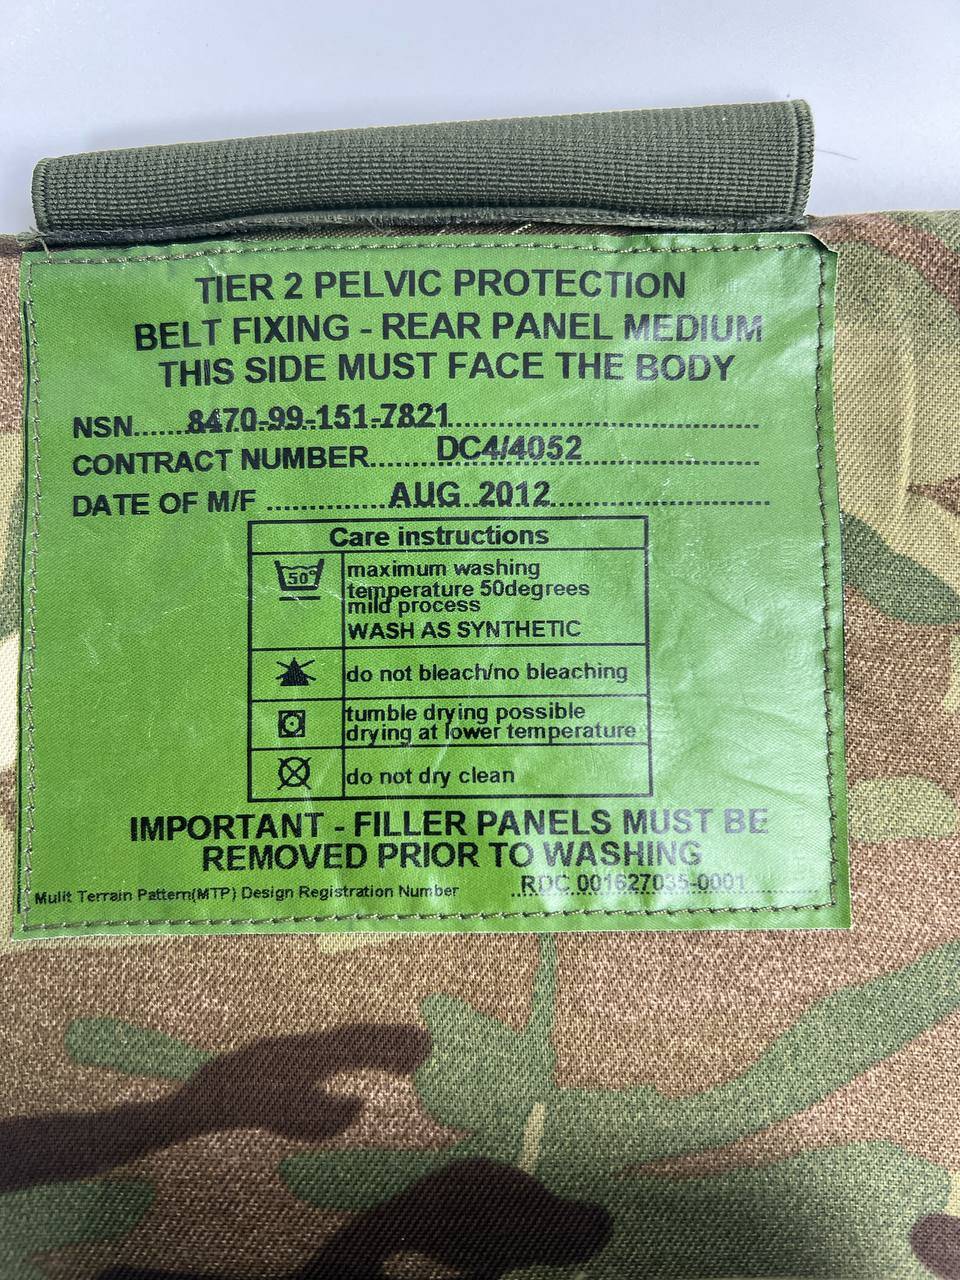 TIER 2 PELVIC PROTECTION
BELT FIXING - REAR PANEL MEDIUM
THIS SIDE MUST FACE THE BODY
NSN......8470-99-151-7821..............................
CONTRACT NUMBER.......DC4/4052.................
DATE OF M/F ............AUG 2012......................
Care instructions
50°
maximum washing
temperature 50degrees
mild process
WASH AS SYNTHETIC
do not bleach/no bleaching
tumble drying possible
drying at lower temperature
do not dry clean
IMPORTANT - FILLER PANELS MUST BE
REMOVED PRIOR TO WASHING
Mulit Terrain Pattern(MTP) Design Registration Number ..RDC 001627035-0001..........